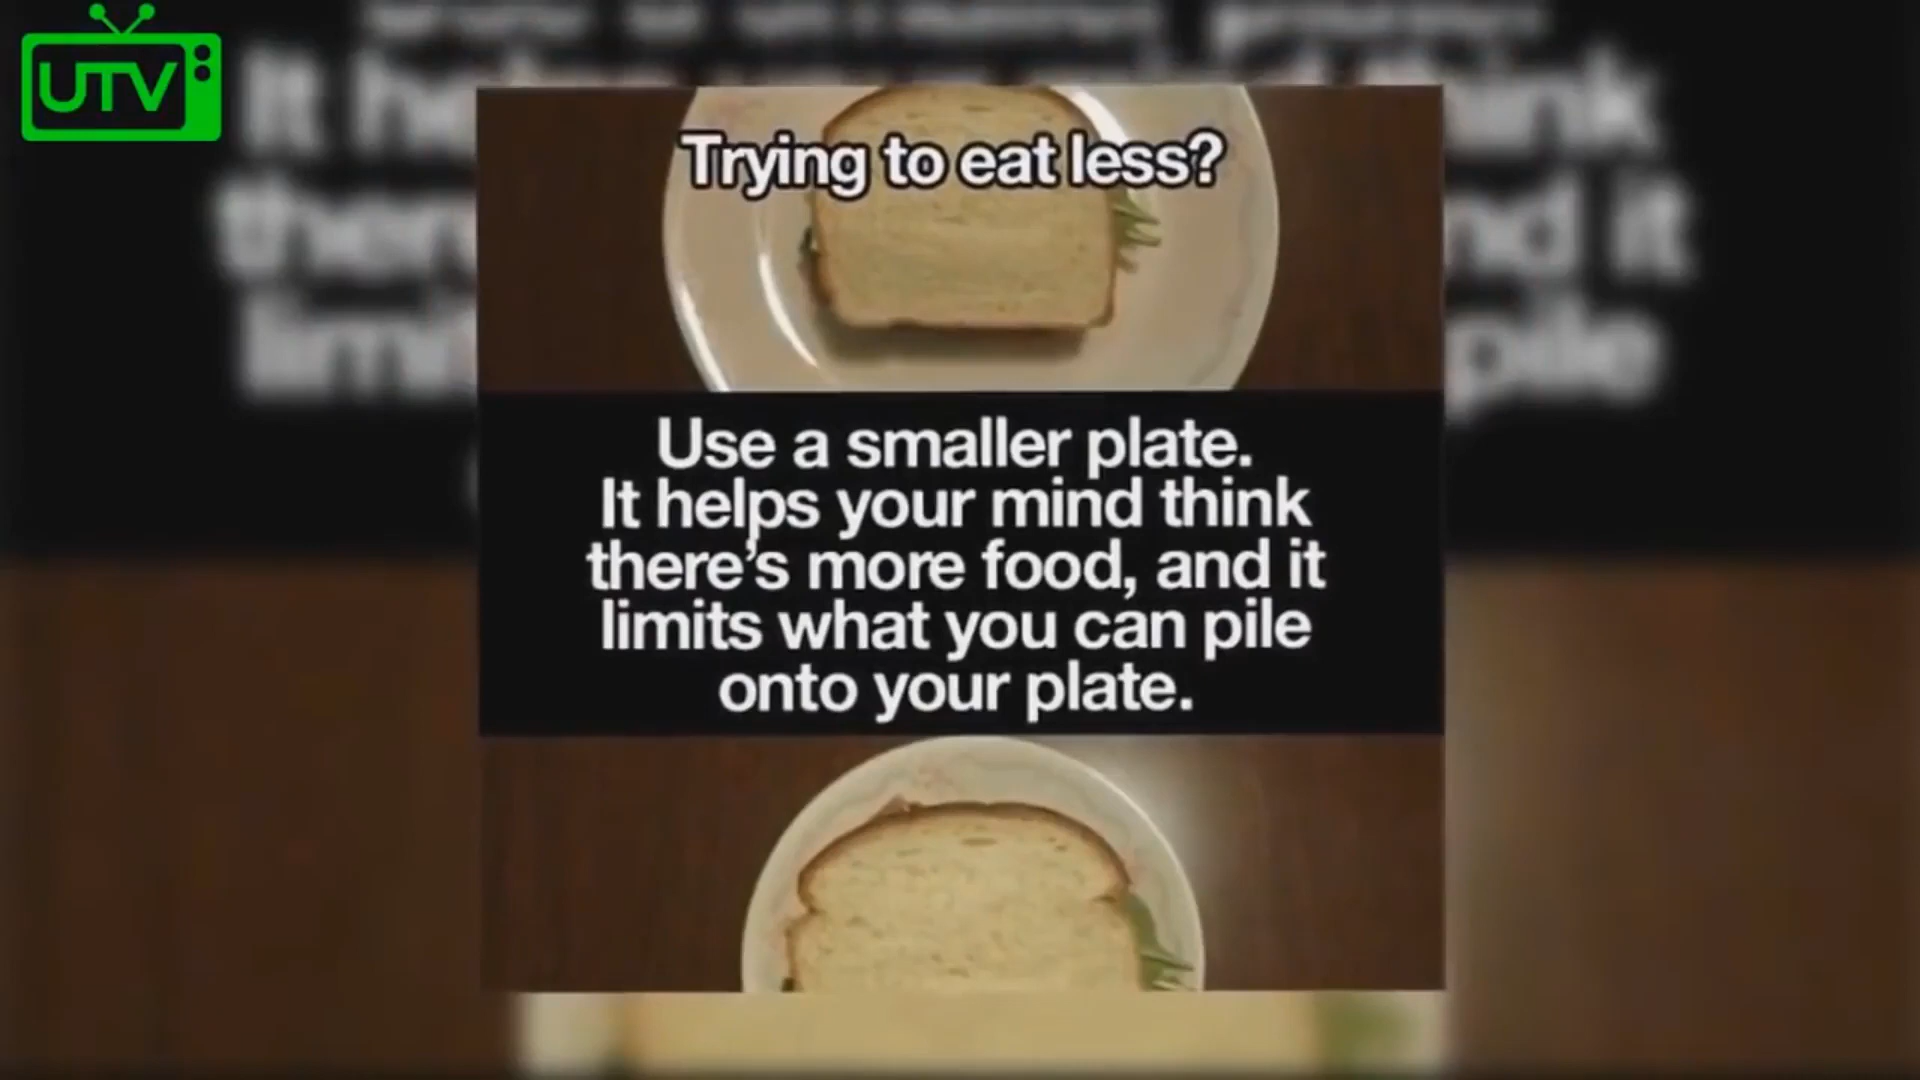 UTV
Trying to eat less?
Use a smaller plate.
It helps your mind think
there's more food, and it
limits what you can pile
onto your plate.